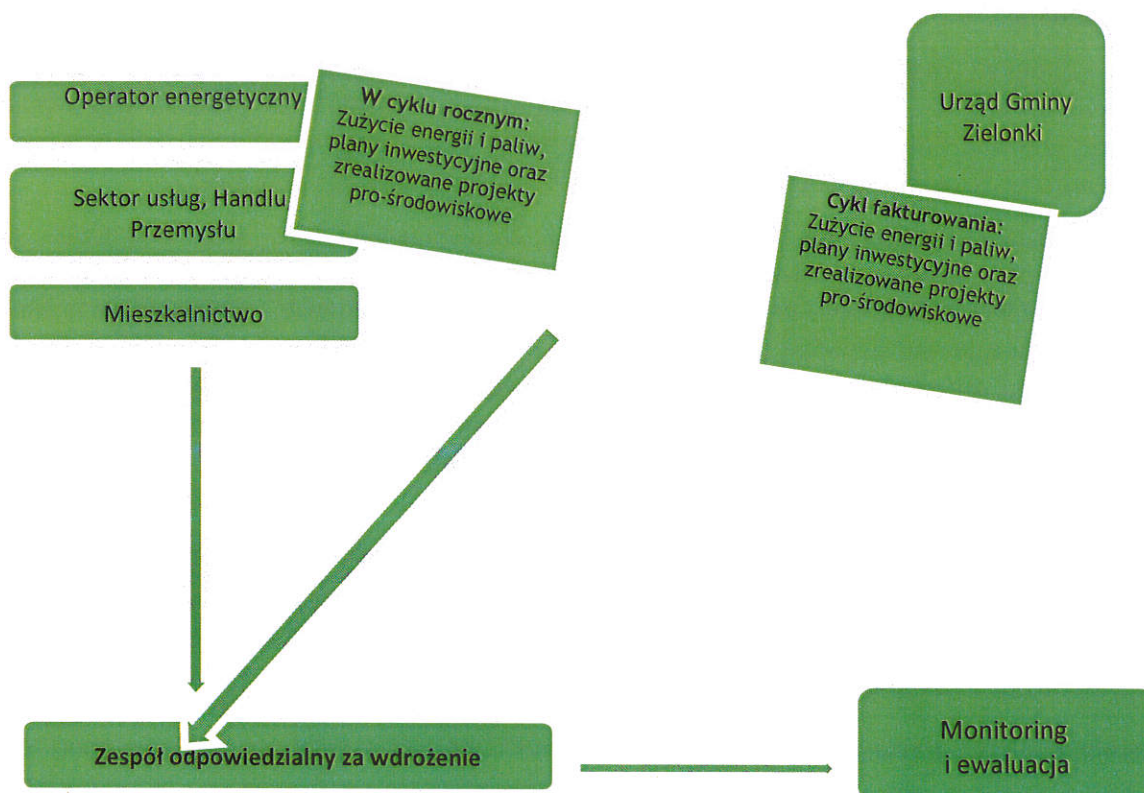 Operator energetyczny
Sektor usług, Handlu
Przemysłu
Mieszkalnictwo
W cyklu rocznym:
Zużycie energii i paliw,
plany inwestycyjne oraz
zrealizowane projekty
pro-środowiskowe
Urząd Gminy
Zielonki
Cykl fakturowania:
Zużycie energii i paliw,
plany inwestycyjne oraz
zrealizowane projekty
pro-środowiskowe
Zespół odpowiedzialny za wdrożenie
Monitoring
i ewaluacja